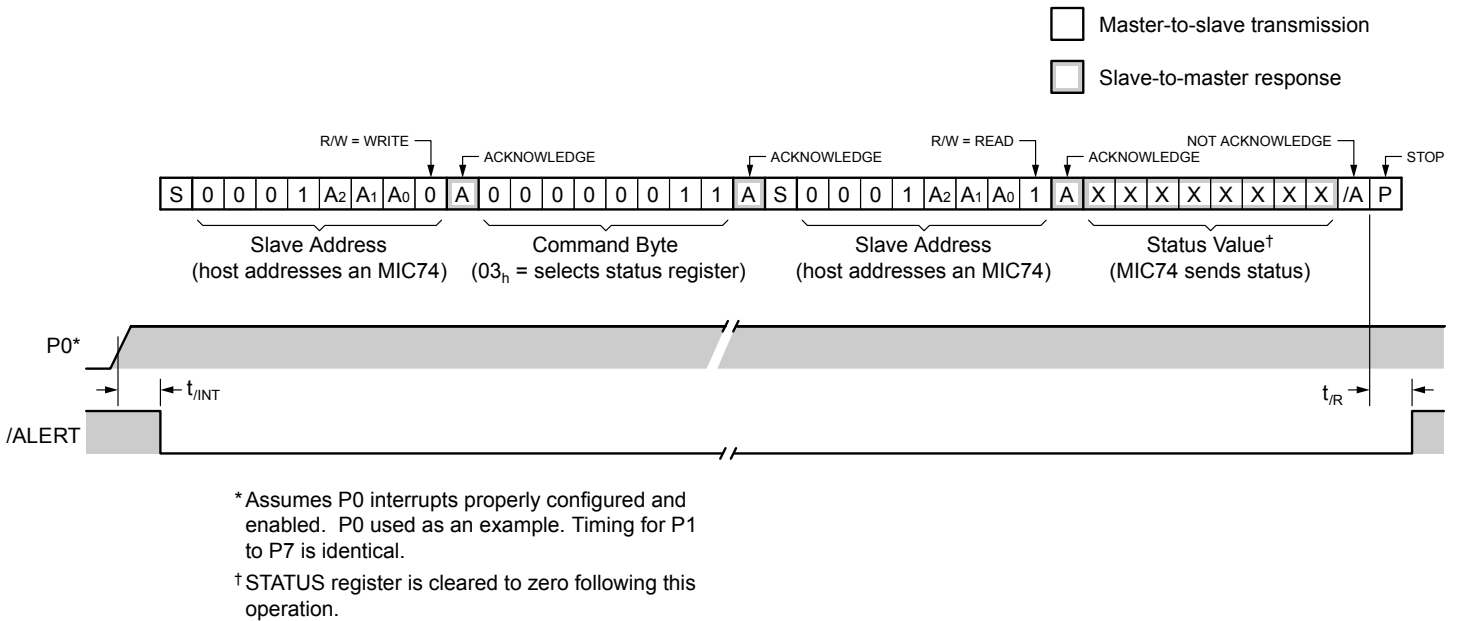 Master-to-slave transmission
Slave-to-master response
R/W = WRITE
ACKNOWLEDGE
ACKNOWLEDGE
R/W = READ
ACKNOWLEDGE
NOT ACKNOWLEDGE
STOP
S 0 0 0 1 A2 A1 A0 0 A 0 0 0 0 0 0 1 1 A S 0 0 0 1 A2 A1 A0 1 A X X X X X X X X /A P
Slave Address
(host addresses an MIC74)
Command Byte
(03h = selects status register)
Slave Address
(host addresses an MIC74)
Status Value†
(MIC74 sends status)
P0*
t/INT
t/R
/ALERT
* Assumes P0 interrupts properly configured and
enabled. P0 used as an example. Timing for P1
to P7 is identical.
† STATUS register is cleared to zero following this
operation.